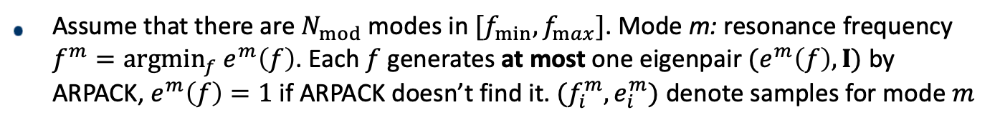 • Assume that there are $N_{\mathrm{mod}}$ modes in $[f_{\min}, f_{max}]$. Mode $m$: resonance frequency
$f^m = \mathrm{argmin}_f\, e^m(f)$. Each $f$ generates at most one eigenpair $(e^m(f), \mathbf{I})$ by
ARPACK, $e^m(f) = 1$ if ARPACK doesn’t find it. $(f_i^m, e_i^m)$ denote samples for mode $m$